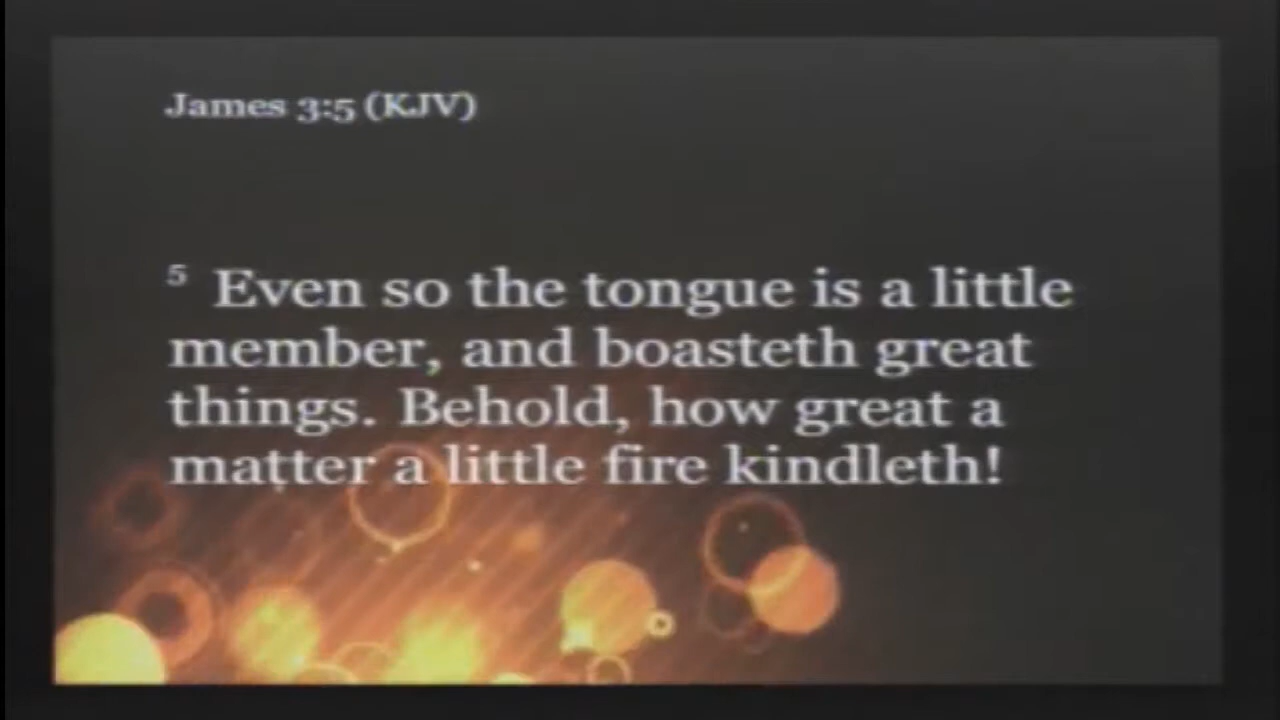 James 3:5 (KJV)
5 Even so the tongue is a little
member, and boasteth great
things. Behold, how great a
matter a little fire kindleth!